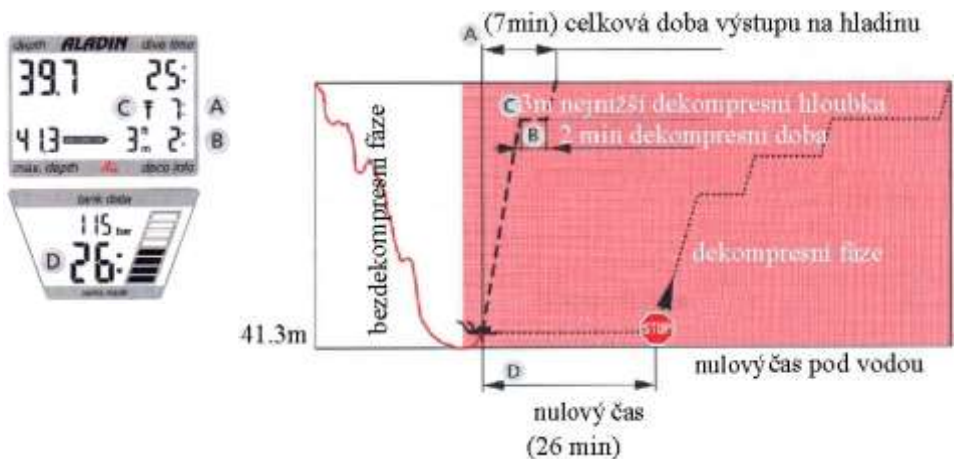 depth ALADIN dive time
39.7 25:
C 7: A
41.3 3 m 2: B
max. depth deco info
tank data
115 bar
D 26:
A (7min) celková doba výstupu na hladinu
C 3m nejnižší dekompresní hloubka
B 2 min dekompresní doba
bezdekompresní fáze
dekompresní fáze
STOP
41.3m
nulový čas pod vodou
D
nulový čas
(26 min)